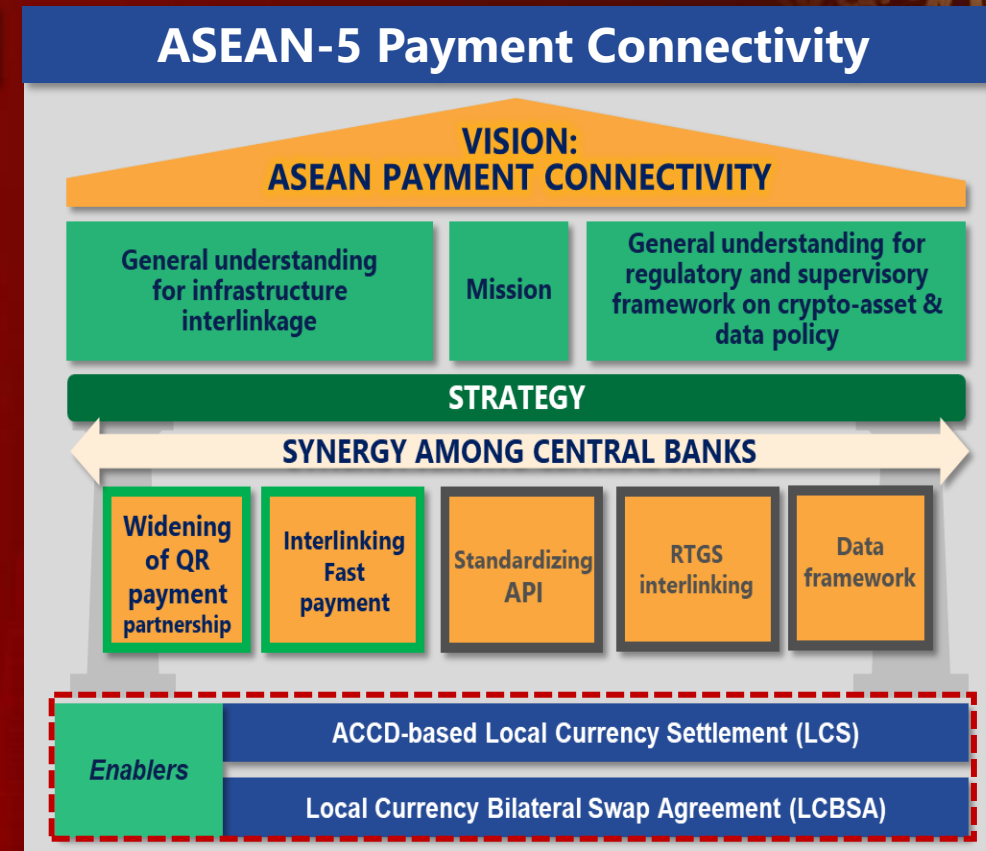 ASEAN-5 Payment Connectivity
VISION:
ASEAN PAYMENT CONNECTIVITY
General understanding
for infrastructure
interlinkage
Mission
General understanding for
regulatory and supervisory
framework on crypto-asset &
data policy
STRATEGY
SYNERGY AMONG CENTRAL BANKS
Widening
of QR
payment
partnership
Interlinking
Fast
payment
Standardizing
API
RTGS
interlinking
Data
framework
Enablers
ACCD-based Local Currency Settlement (LCS)
Local Currency Bilateral Swap Agreement (LCBSA)